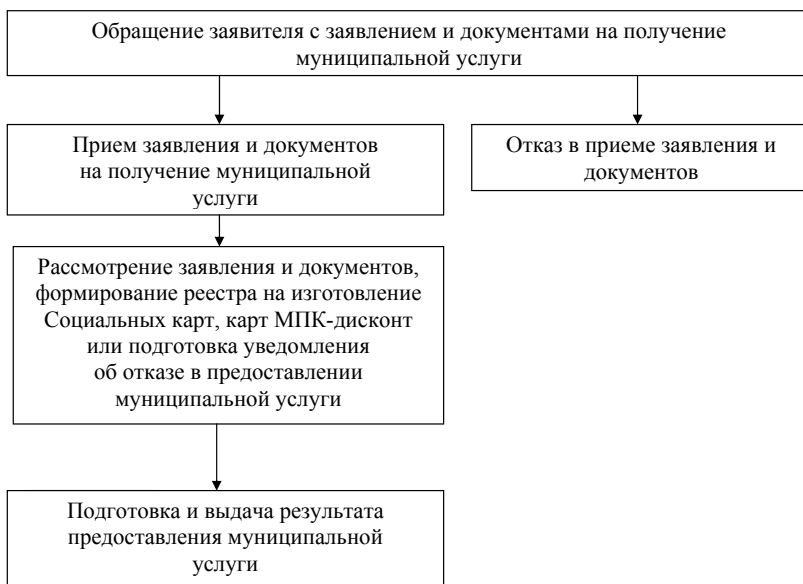 Обращение заявителя с заявлением и документами на получение
муниципальной услуги
Прием заявления и документов
на получение муниципальной
услуги
Отказ в приеме заявления и
документов
Рассмотрение заявления и документов,
формирование реестра на изготовление
Социальных карт, карт МПК-дисконт
или подготовка уведомления
об отказе в предоставлении
муниципальной услуги
Подготовка и выдача результата
предоставления муниципальной
услуги